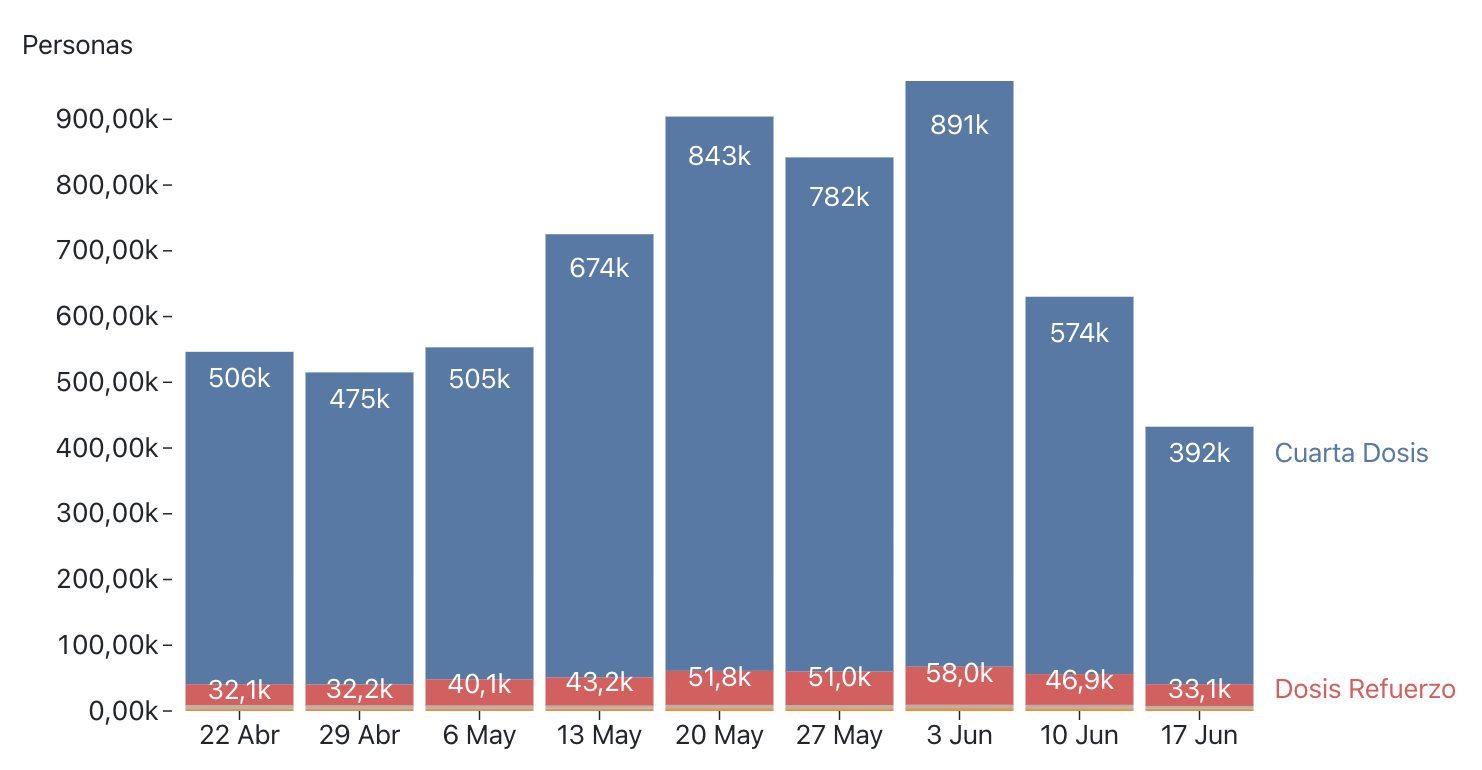 Personas
900,00k
800,00k
700,00k
600,00k
500,00k
400,00k
300,00k
200,00k
100,00k
0,00k
506k
475k
505k
674k
843k
782k
891k
574k
392k
32,1k
32,2k
40,1k
43,2k
51,8k
51,0k
58,0k
46,9k
33,1k
Cuarta Dosis
Dosis Refuerzo
22 Abr
29 Abr
6 May
13 May
20 May
27 May
3 Jun
10 Jun
17 Jun